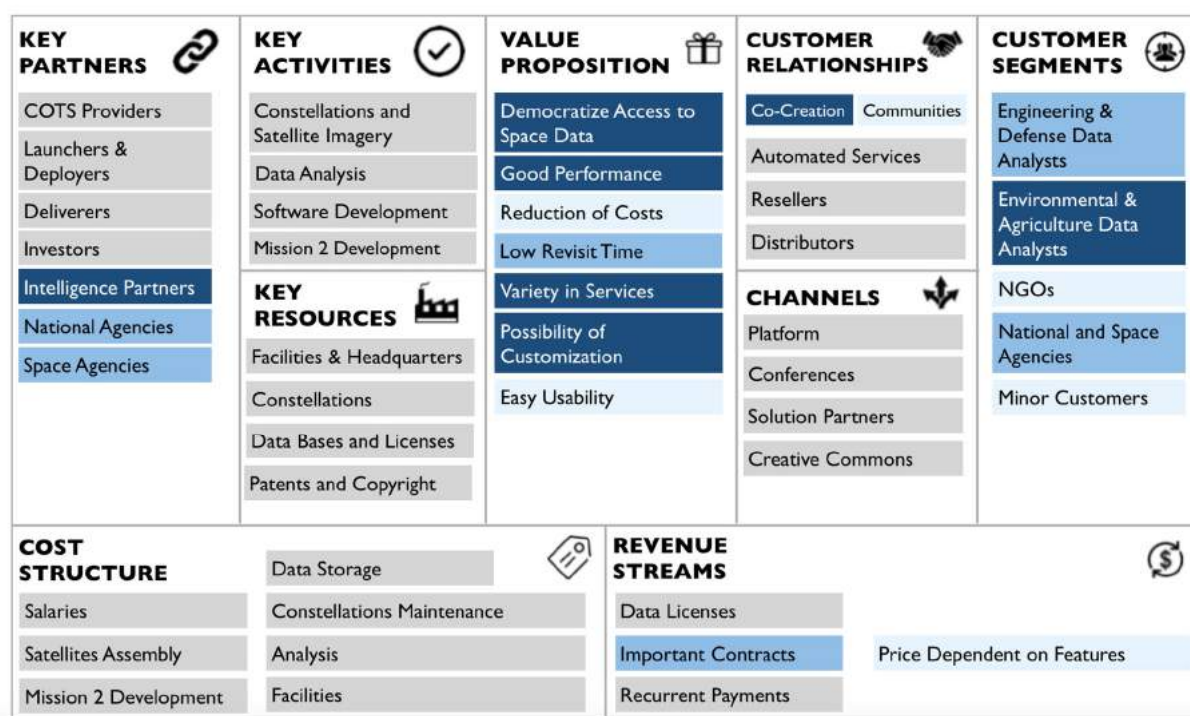 KEY
PARTNERS
COTS Providers
Launchers &
Deployers
Deliverers
Investors
Intelligence Partners
National Agencies
Space Agencies
KEY
ACTIVITIES
Constellations and
Satellite Imagery
Data Analysis
Software Development
Mission 2 Development
KEY
RESOURCES
Facilities & Headquarters
Constellations
Data Bases and Licenses
Patents and Copyright
VALUE
PROPOSITION
Democratize Access to
Space Data
Good Performance
Reduction of Costs
Low Revisit Time
Variety in Services
Possibility of
Customization
Easy Usability
CUSTOMER
RELATIONSHIPS
Co-Creation
Communities
Automated Services
Resellers
Distributors
CHANNELS
Platform
Conferences
Solution Partners
Creative Commons
CUSTOMER
SEGMENTS
Engineering &
Defense Data
Analysts
Environmental &
Agriculture Data
Analysts
NGOs
National and Space
Agencies
Minor Customers
COST
STRUCTURE
Salaries
Satellites Assembly
Mission 2 Development
Data Storage
Constellations Maintenance
Analysis
Facilities
REVENUE
STREAMS
$
Data Licenses
Important Contracts
Recurrent Payments
Price Dependent on Features